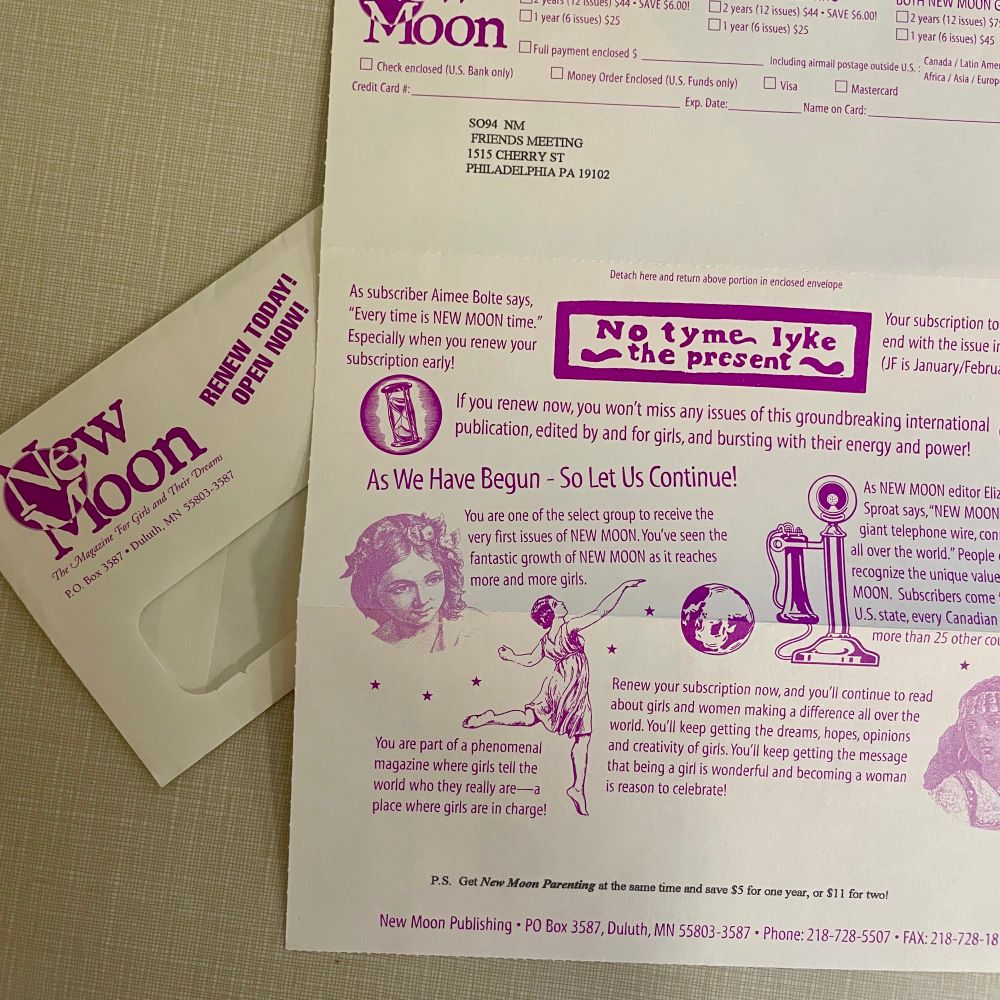 New
Moon
2 years (12 issues) $44 • SAVE $6.00!
1 year (6 issues) $25
2 years (12 issues) $44 • SAVE $6.00!
1 year (6 issues) $25
BOTH NEW MOON
2 years (12 issues)
1 year (6 issues) $45
Full payment enclosed $
Including airmail postage outside U.S.:
Canada / Latin
Africa / Asia /
Check enclosed (U.S. Bank only)
Money Order Enclosed (U.S. Funds only)
Visa
Mastercard
Credit Card #:
Exp. Date:
Name on Card:
SO94 NM
FRIENDS MEETING
1515 CHERRY ST
PHILADELPHIA PA 19102
Detach here and return above portion in enclosed envelope
As subscriber Aimee Bolte says,
"Every time is NEW MOON time."
Especially when you renew your
subscription early!
No tyme lyke
the present
Your subscription to
end with the issue
(JF is
If you renew now, you won't miss any issues of this groundbreaking international
publication, edited by and for girls, and bursting with their energy and power!
As We Have Begun - So Let Us Continue!
You are one of the select group to receive the
very first issues of NEW MOON. You've seen the
fantastic growth of NEW MOON as it reaches
more and more girls.
As NEW MOON editor
Sproat says, "NEW MOON
giant telephone wire,
all over the world." People
recognize the unique value
MOON. Subscribers come
U.S. state, every Canadian
more than 25 other
You are part of a phenomenal
magazine where girls tell the
world who they really are—a
place where girls are in charge!
Renew your subscription now, and you'll continue to read
about girls and women making a difference all over the
world. You'll keep getting the dreams, hopes, opinions
and creativity of girls. You'll keep getting the message
that being a girl is wonderful and becoming a woman
is reason to celebrate!
P.S. Get New Moon Parenting at the same time and save $5 for one year, or $11 for two!
New Moon Publishing • PO Box 3587, Duluth, MN 55803-3587 • Phone: 218-728-5507 • FAX: 218-728-18
RENEW TODAY!
OPEN NOW!
New
Moon
The Magazine For Girls and Their Dreams
P.O. Box 3587 • Duluth, MN 55803-3587